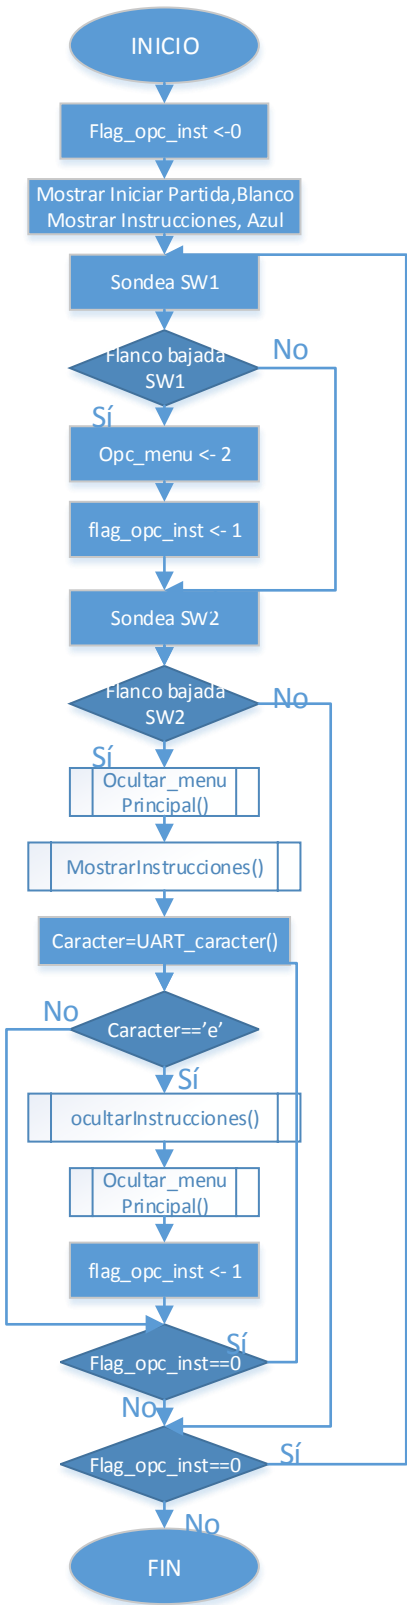 INICIO
Flag_opc_inst <-0
Mostrar Iniciar Partida,Blanco
Mostrar Instrucciones, Azul
Sondea SW1
Flanco bajada
SW1
No
Sí
Opc_menu <- 2
flag_opc_inst <- 1
Sondea SW2
Flanco bajada
SW2
No
Sí
Ocultar_menu
Principal()
MostrarInstrucciones()
Caracter=UART_caracter()
No
Caracter==’e’
Sí
ocultarInstrucciones()
Ocultar_menu
Principal()
flag_opc_inst <- 1
Sí
Flag_opc_inst==0
No
Flag_opc_inst==0
Sí
No
FIN